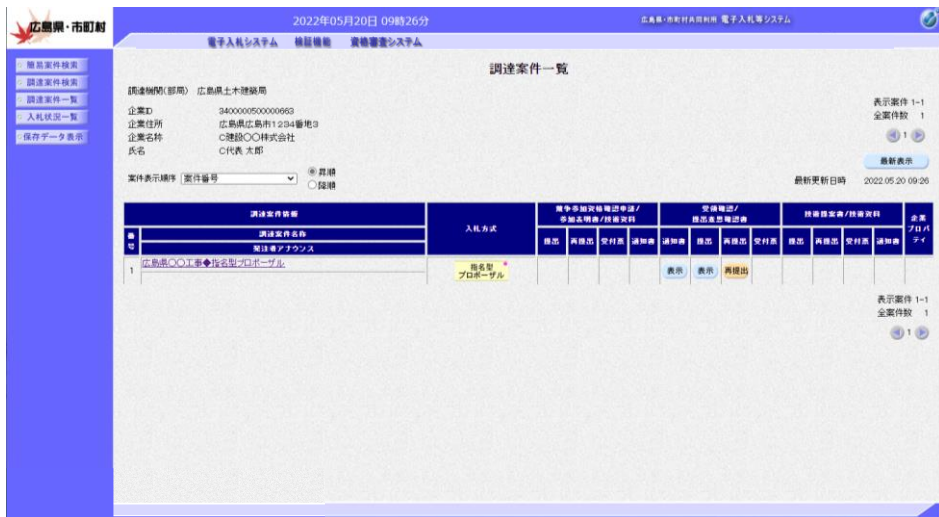 広島県・市町村
2022年05月20日 09時26分
広島県・市町村共同利用 電子入札等システム
電子入札システム 検証機能 資格審査システム
簡易案件検索
調達案件検索
調達案件一覧
入札状況一覧
保存データ表示
調達案件一覧
調達機関(部局) 広島県土木建築局
企業ID 3400000500000663
企業住所 広島県広島市1234番地3
企業名称 C建設〇〇株式会社
氏名 C代表 太郎
表示案件 1-1
全案件数 1
1
最新表示
案件表示順序 案件番号
昇順
降順
最新更新日時 2022.05.20 09:26
番号
調達案件情報
調達案件名称
発注者アナウンス
入札方式
競争参加資格確認申請/
参加表明書/技術資料
受領確認/
提出意思確認書
技術提案書/技術資料
企業プロパティ
提出 再提出 受付票 通知書 通知書 提出 再提出 受付票 提出 再提出 受付票 通知書
1 広島県〇〇工事◆指名型プロポーザル
指名型
プロポーザル
表示 表示 再提出
表示案件 1-1
全案件数 1
1